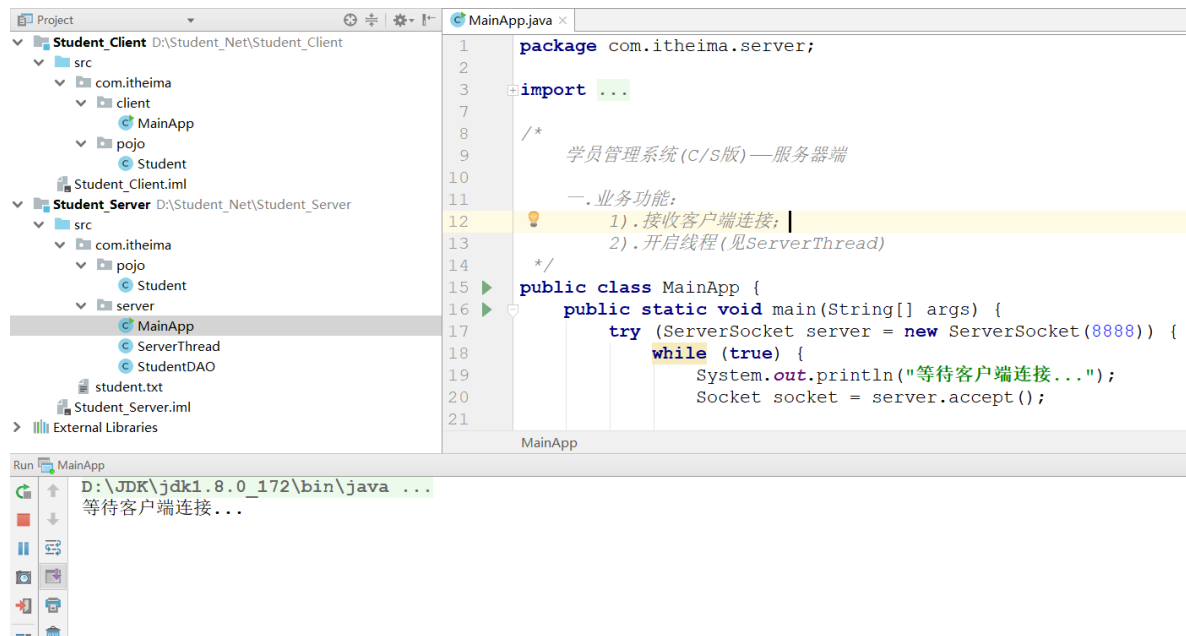 Project
Student_Client D:\Student_Net\Student_Client
src
com.itheima
client
MainApp
pojo
Student
Student_Client.iml
Student_Server D:\Student_Net\Student_Server
src
com.itheima
pojo
Student
server
MainApp
ServerThread
StudentDAO
student.txt
Student_Server.iml
External Libraries
MainApp.java
1 package com.itheima.server;
2
3 import ...
7
8 /*
9 学员管理系统(C/S版)——服务器端
10
11 一.业务功能:
12 1).接收客户端连接;
13 2).开启线程(见ServerThread)
14 */
15 public class MainApp {
16 public static void main(String[] args) {
17 try (ServerSocket server = new ServerSocket(8888)) {
18 while (true) {
19 System.out.println("等待客户端连接...");
20 Socket socket = server.accept();
21
MainApp
Run MainApp
D:\JDK\jdk1.8.0_172\bin\java ...
等待客户端连接...